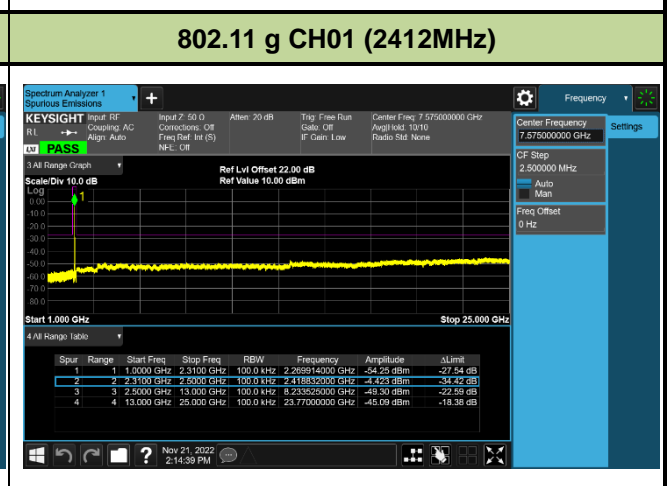 802.11 g CH01 (2412MHz)
Spectrum Analyzer 1
Spurious Emissions
Frequency
KEYSIGHT
RL
LXI
PASS
Input: RF
Coupling: AC
Align: Auto
Input Z: 50 Ω
Corrections: Off
Freq Ref: Int (S)
NFE: Off
Atten: 20 dB
Trig: Free Run
Gate: Off
IF Gain: Low
Center Freq: 7.575000000 GHz
Avg|Hold: 10/10
Radio Std: None
Center Frequency
7.575000000 GHz
Settings
CF Step
2.500000 MHz
Auto
Man
Freq Offset
0 Hz
3 All Range Graph
Ref Lvl Offset 22.00 dB
Scale/Div 10.0 dB
Ref Value 10.00 dBm
Log
1
0.00
-10.0
-20.0
-30.0
-40.0
-50.0
-60.0
-70.0
-80.0
Start 1.000 GHz
Stop 25.000 GHz
4 All Range Table
Spur Range Start Freq Stop Freq RBW Frequency Amplitude ΔLimit
1 1 1.0000 GHz 2.3100 GHz 100.0 kHz 2.269914000 GHz -54.25 dBm -27.54 dB
2 2 2.3100 GHz 2.5000 GHz 100.0 kHz 2.418832000 GHz -4.423 dBm -34.42 dB
3 3 2.5000 GHz 13.000 GHz 100.0 kHz 8.233525000 GHz -49.30 dBm -22.59 dB
4 4 13.000 GHz 25.000 GHz 100.0 kHz 23.77000000 GHz -45.09 dBm -18.38 dB
?
Nov 21, 2022
2:14:39 PM